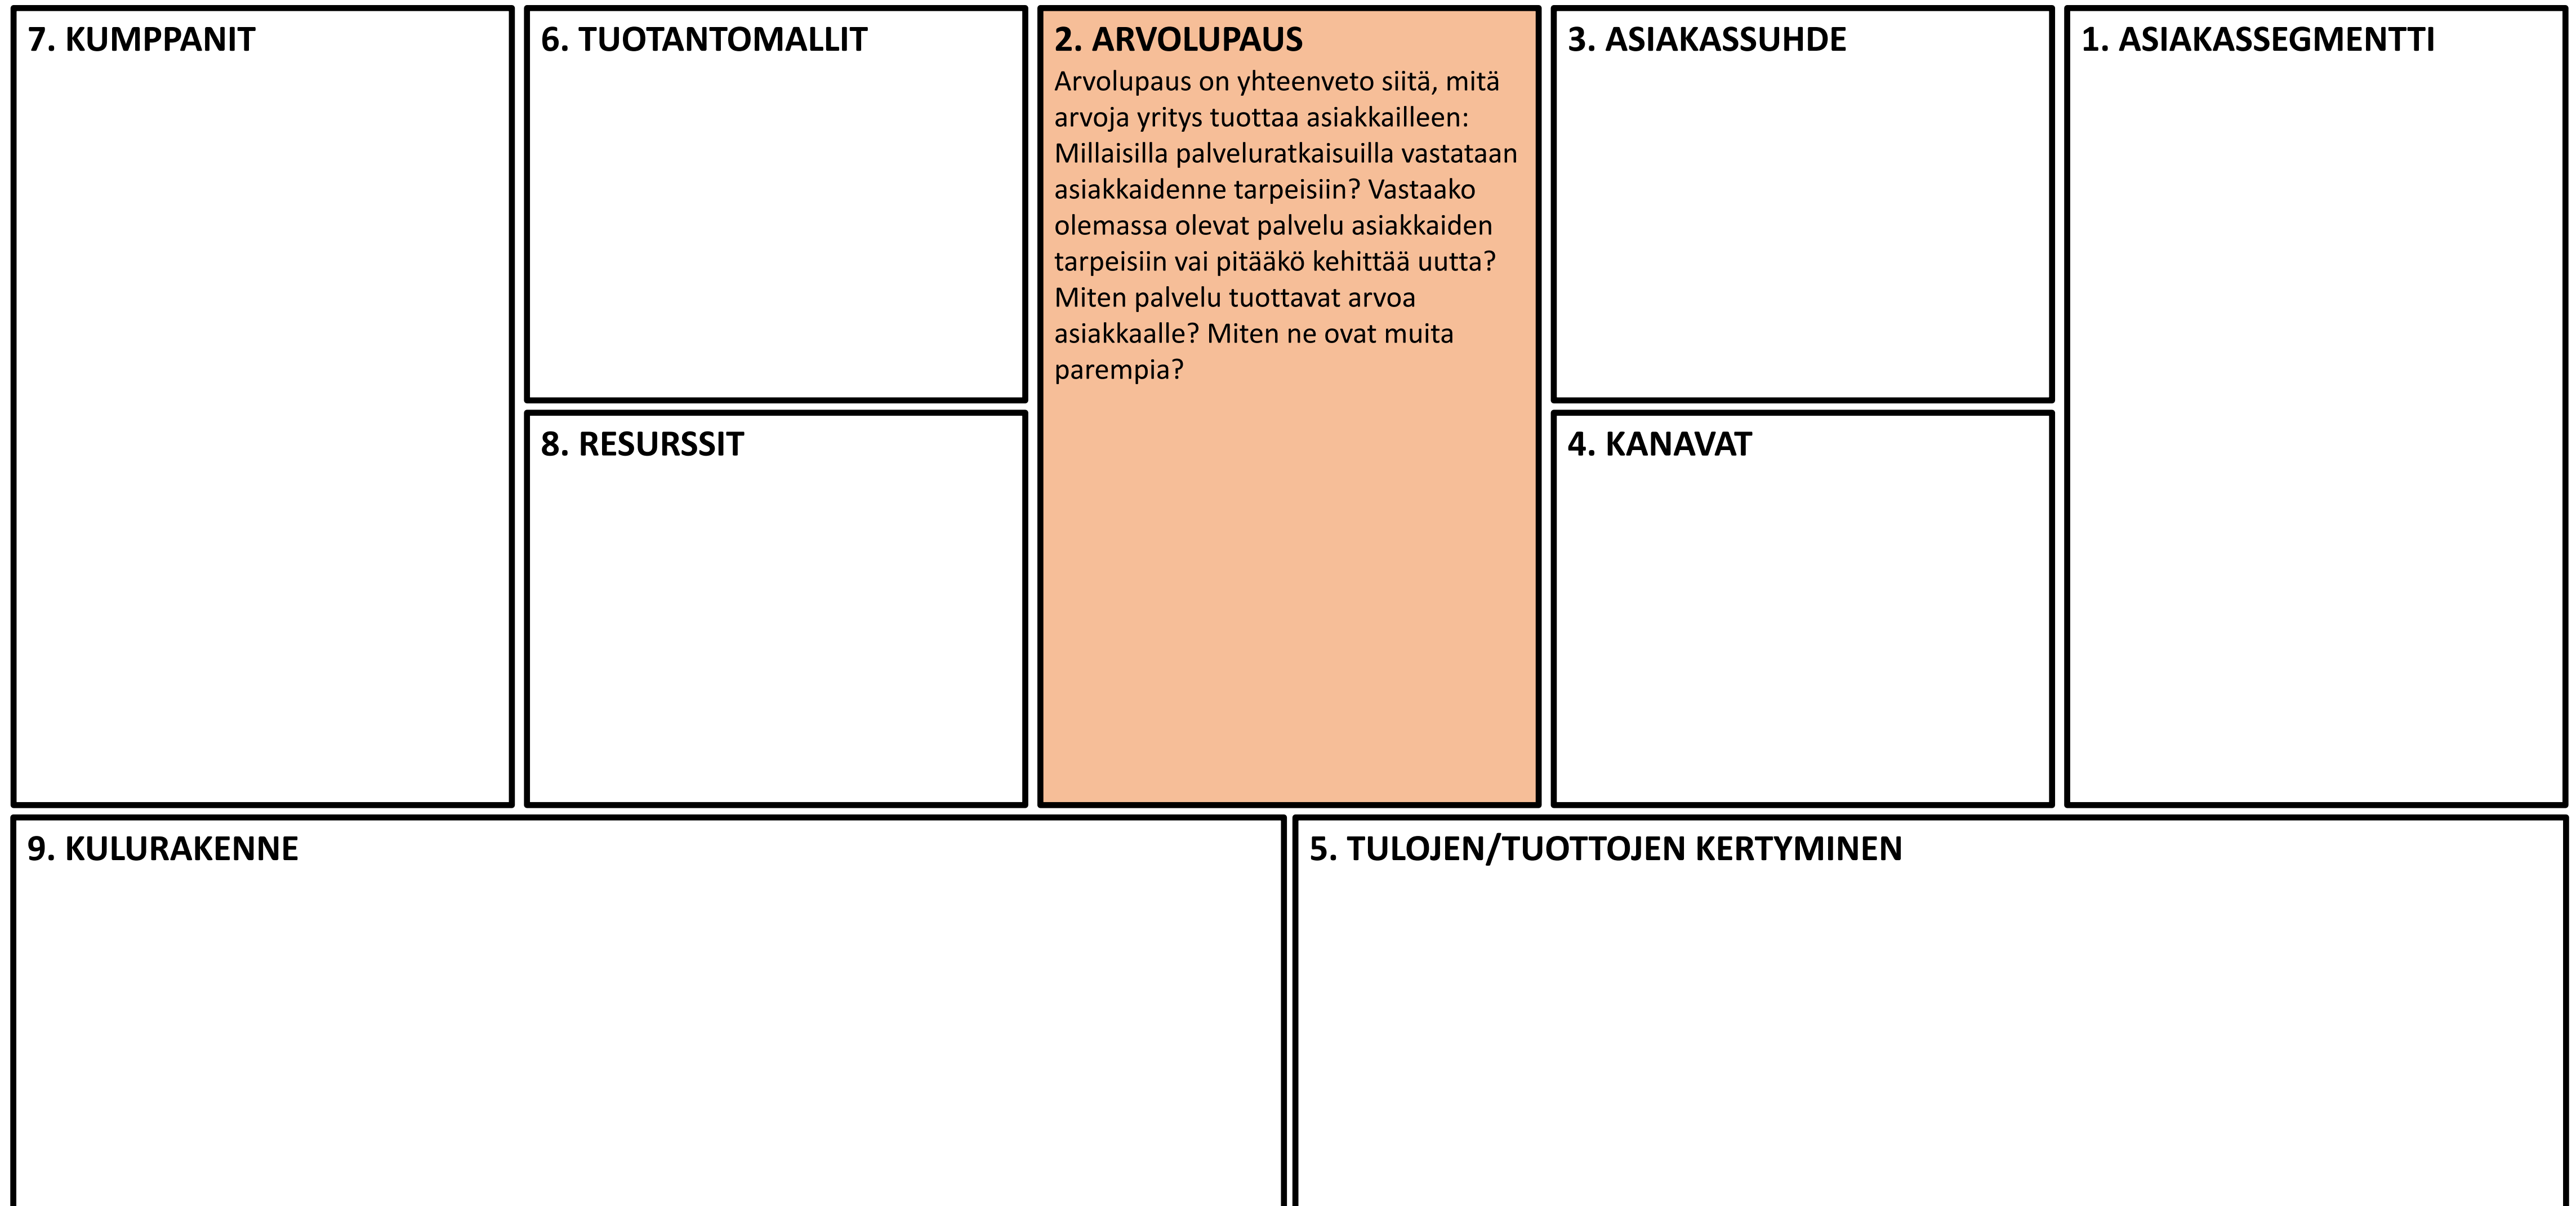 7. KUMPPANIT
6. TUOTANTOMALLIT
8. RESURSSIT
2. ARVOLUPAUS
Arvolupaus on yhteenveto siitä, mitä
arvoja yritys tuottaa asiakkailleen:
Millaisilla palveluratkaisuilla vastataan
asiakkaidenne tarpeisiin? Vastaako
olemassa olevat palvelu asiakkaiden
tarpeisiin vai pitääkö kehittää uutta?
Miten palvelu tuottavat arvoa
asiakkaalle? Miten ne ovat muita
parempia?
3. ASIAKASSUHDE
4. KANAVAT
1. ASIAKASSEGMENTTI
9. KULURAKENNE
5. TULOJEN/TUOTTOJEN KERTYMINEN